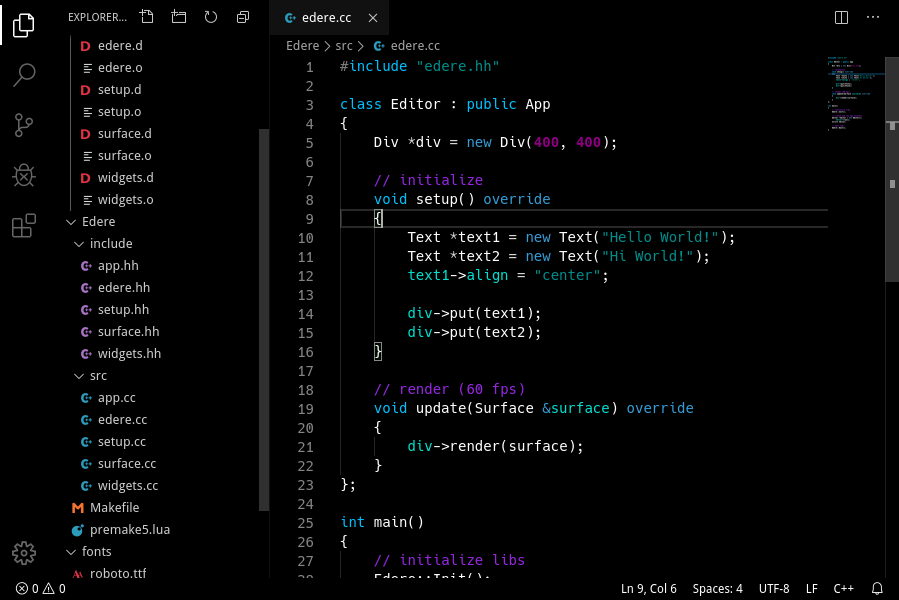 EXPLORER...
edere.d
edere.o
setup.d
setup.o
surface.d
surface.o
widgets.d
widgets.o
Edere
include
app.hh
edere.hh
setup.hh
surface.hh
widgets.hh
src
app.cc
edere.cc
setup.cc
surface.cc
widgets.cc
Makefile
premake5.lua
fonts
roboto.ttf
edere.cc
Edere > src > edere.cc
1 #include "edere.hh"
2
3 class Editor : public App
4 {
5     Div *div = new Div(400, 400);
6
7     // initialize
8     void setup() override
9     {
10         Text *text1 = new Text("Hello World!");
11         Text *text2 = new Text("Hi World!");
12         text1->align = "center";
13
14         div->put(text1);
15         div->put(text2);
16     }
17
18     // render (60 fps)
19     void update(Surface &surface) override
20     {
21         div->render(surface);
22     }
23 };
24
25 int main()
26 {
27     // initialize libs
28     Edere::Init();
0 0 Ln 9, Col 6 Spaces: 4 UTF-8 LF C++